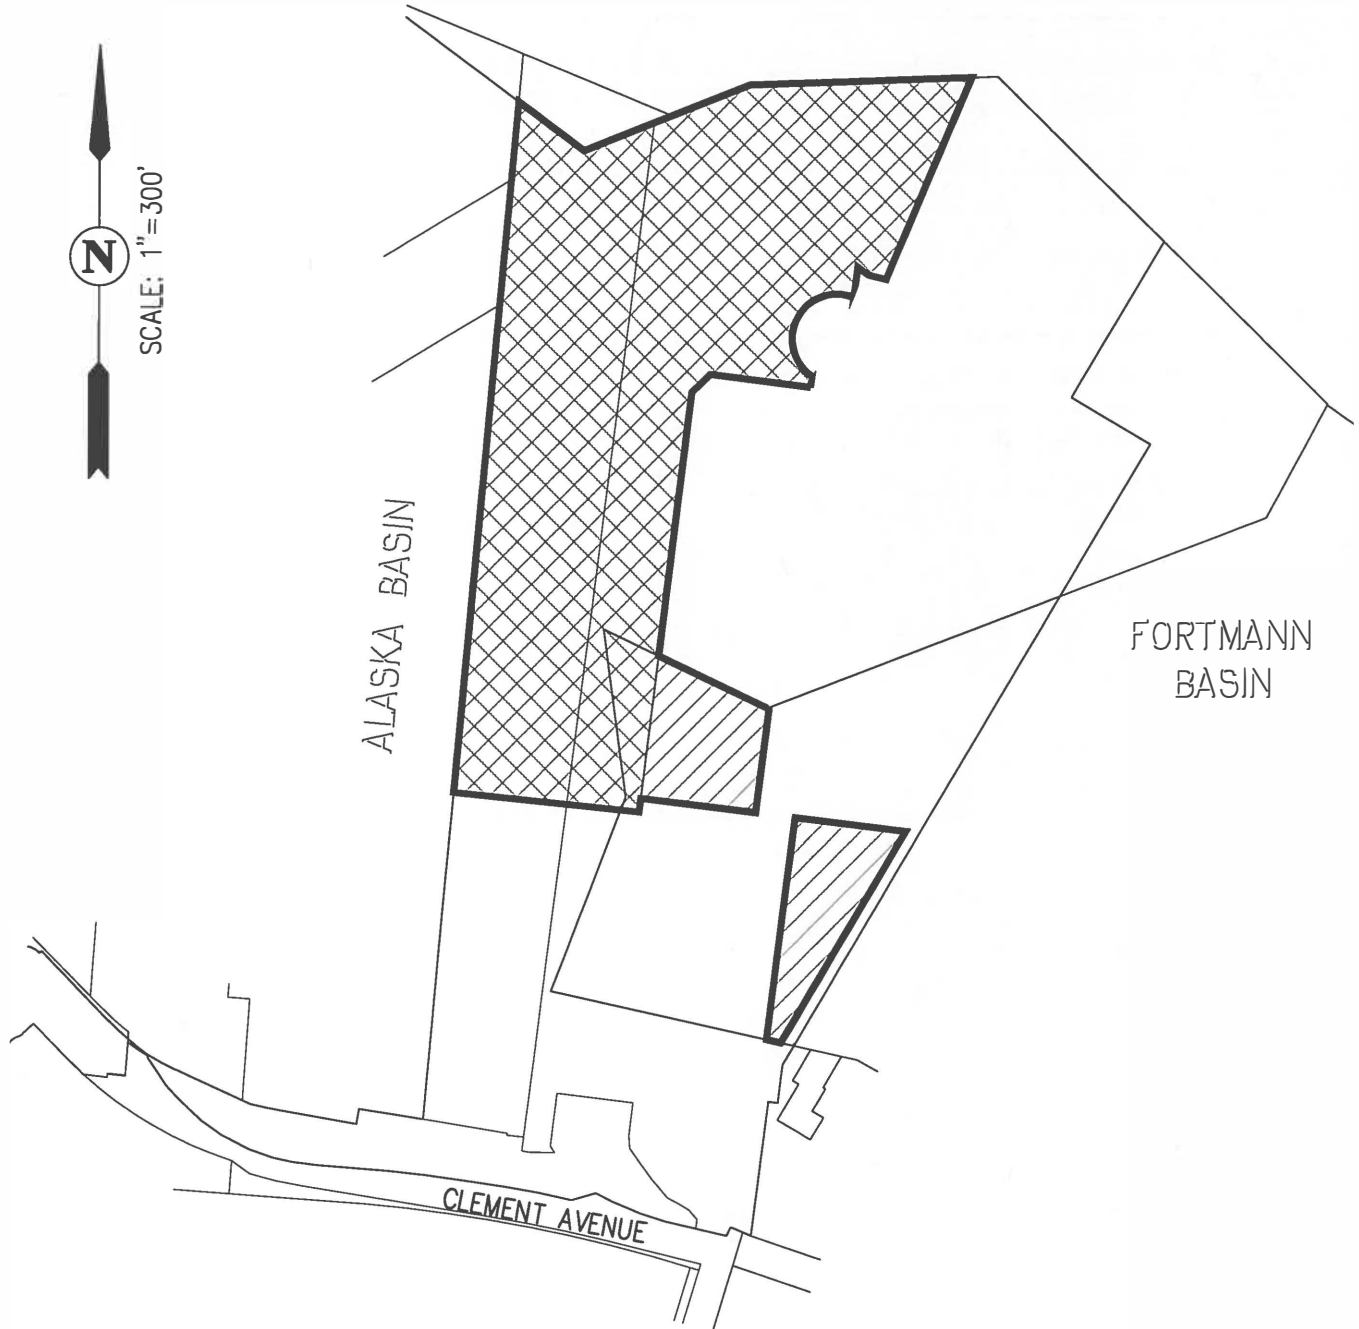 N
SCALE: 1"=300'
ALASKA BASIN
FORTMANN
BASIN
CLEMENT AVENUE